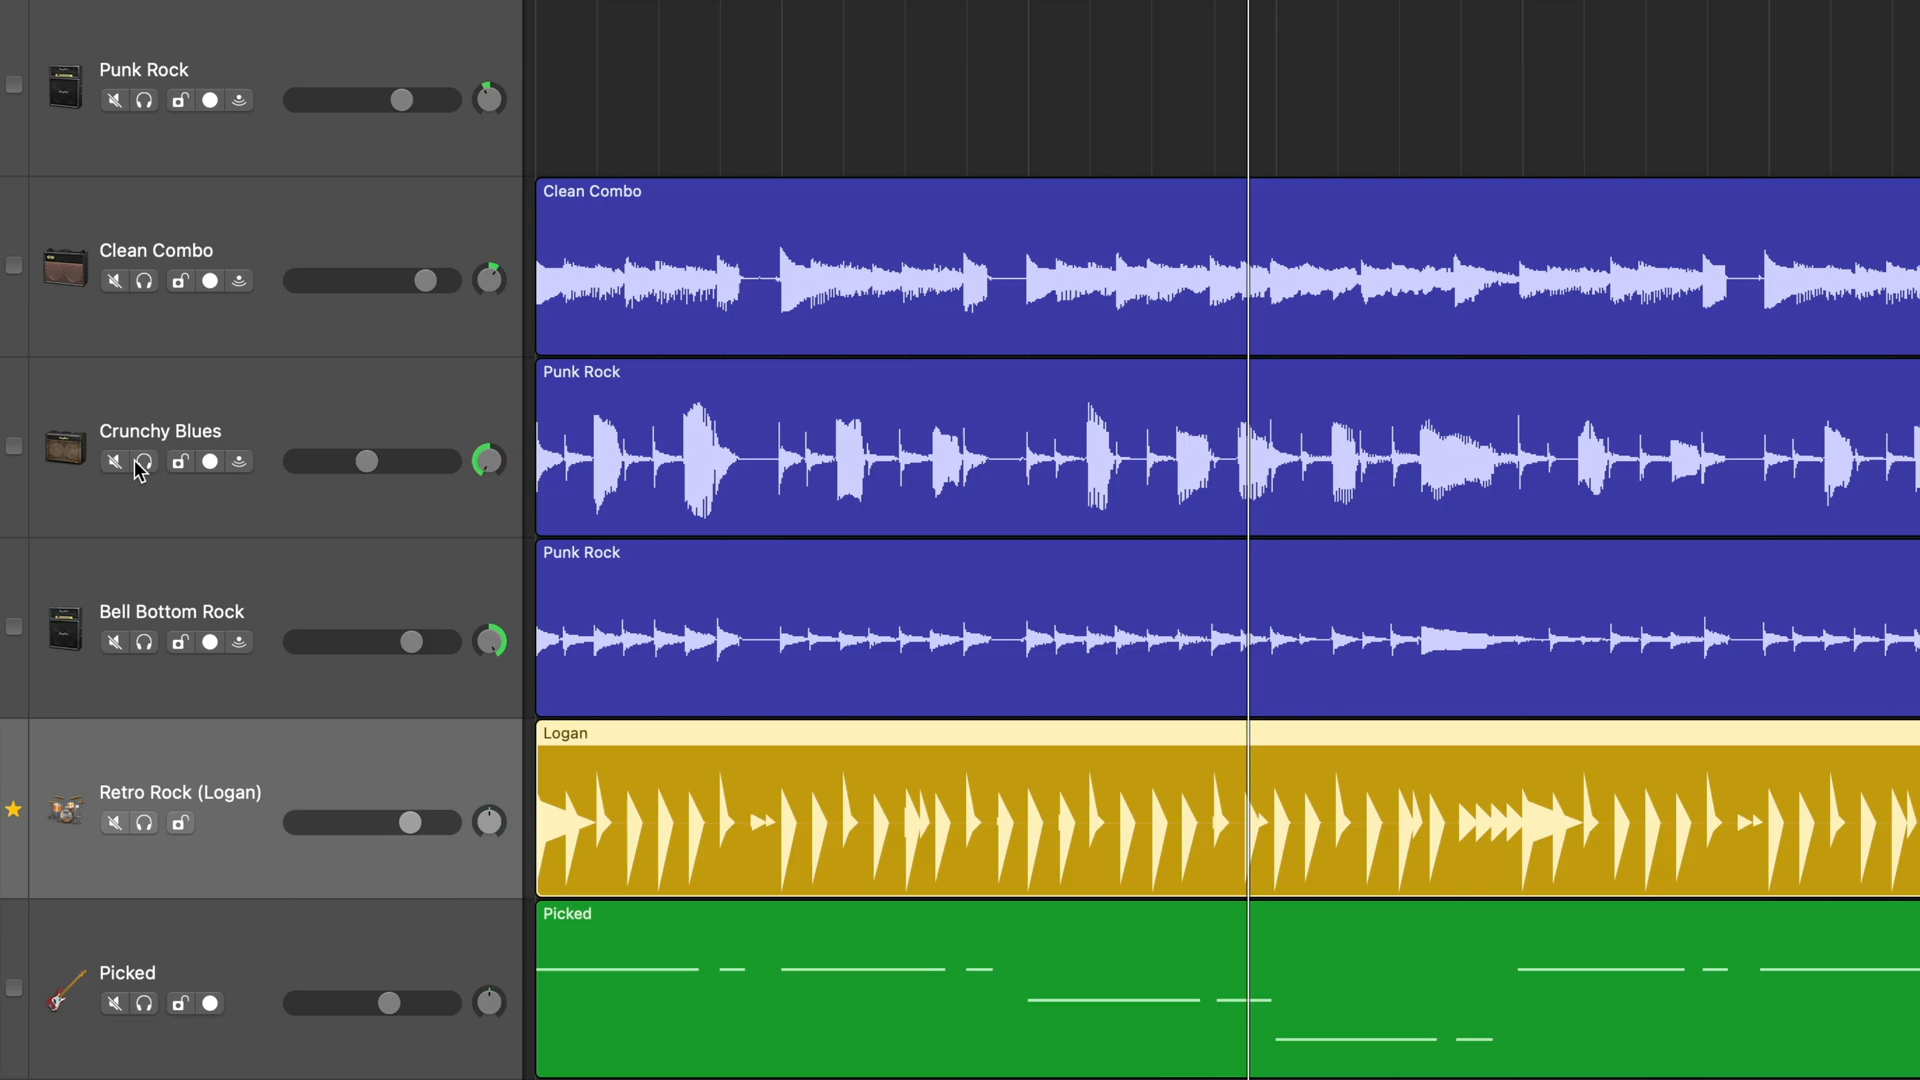 Punk Rock
Clean Combo
Clean Combo
Crunchy Blues
Punk Rock
Bell Bottom Rock
Punk Rock
Retro Rock (Logan)
Logan
Picked
Picked